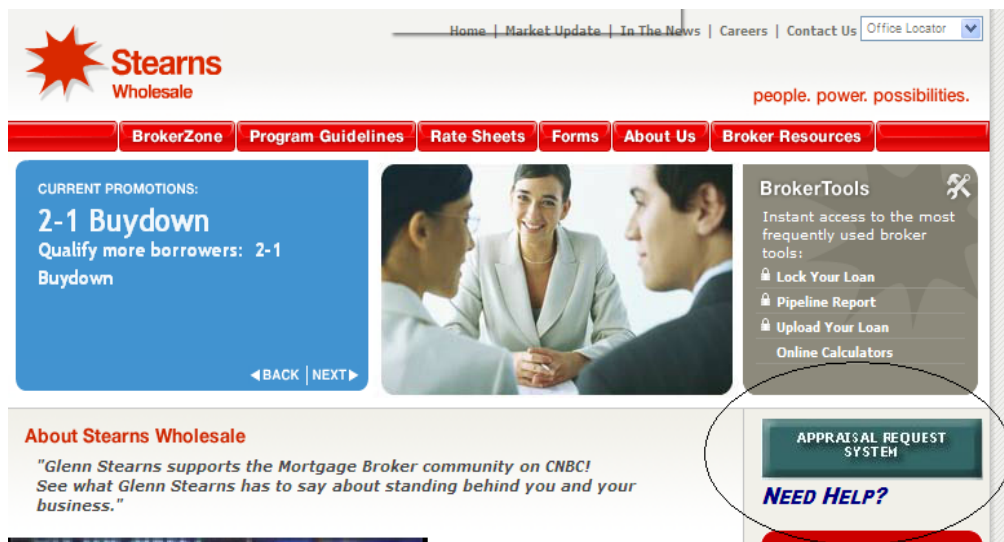 Home | Market Update | In The News | Careers | Contact Us Office Locator
Stearns
Wholesale
people. power. possibilities.
BrokerZone Program Guidelines Rate Sheets Forms About Us Broker Resources
CURRENT PROMOTIONS:
2-1 Buydown
Qualify more borrowers: 2-1
Buydown
BACK | NEXT
BrokerTools
Instant access to the most
frequently used broker
tools:
Lock Your Loan
Pipeline Report
Upload Your Loan
Online Calculators
About Stearns Wholesale
"Glenn Stearns supports the Mortgage Broker community on CNBC!
See what Glenn Stearns has to say about standing behind you and your
business."
APPRAISAL REQUEST
SYSTEM
NEED HELP?